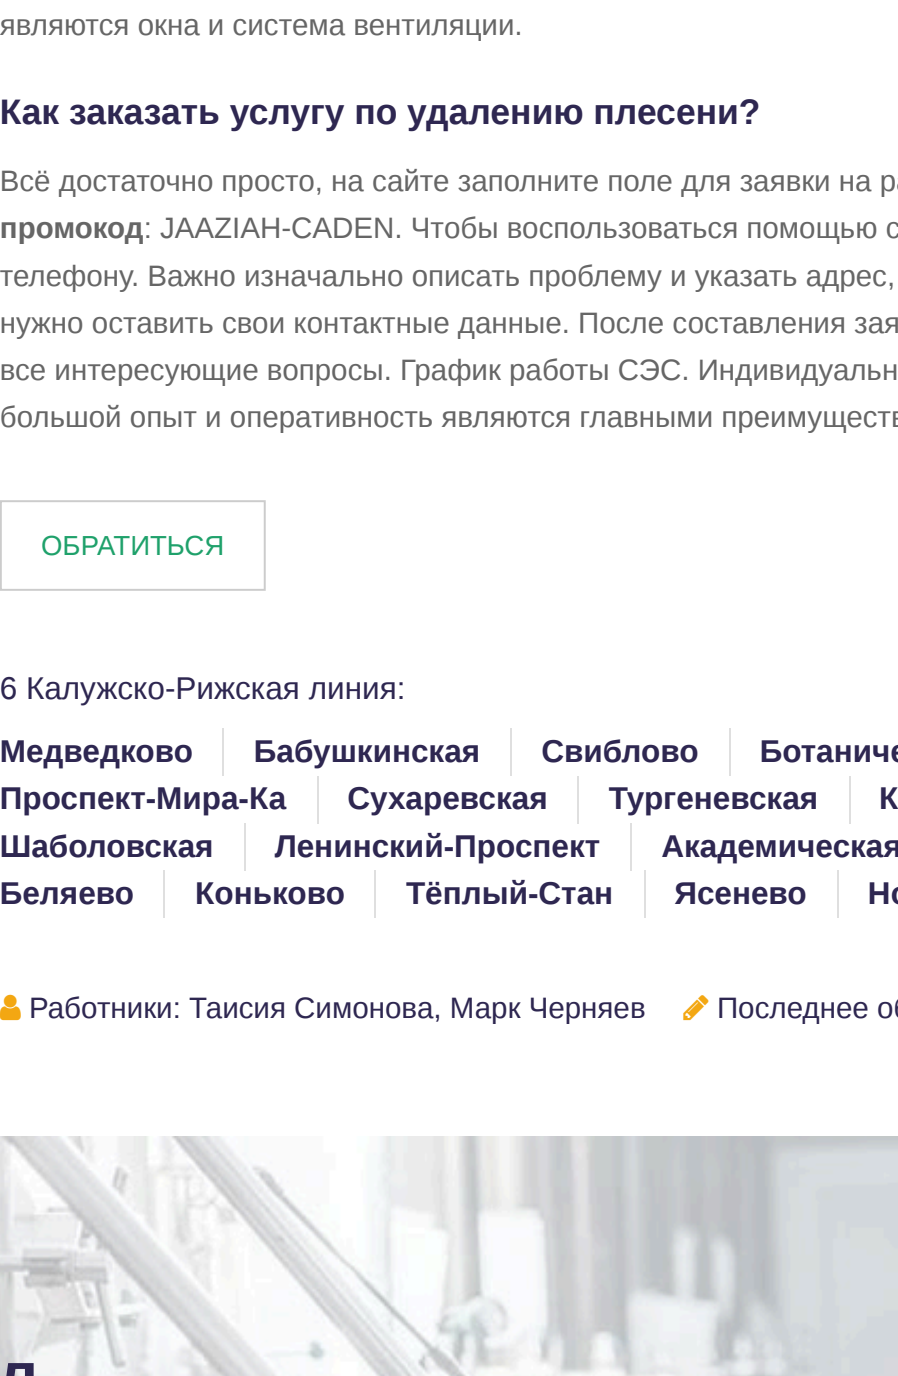 являются окна и система вентиляции.
Как заказать услугу по удалению плесени?
Всё достаточно просто, на сайте заполните поле для заявки на
промокод: JAAZIAH-CADEN. Чтобы воспользоваться помощью
телефону. Важно изначально описать проблему и указать адрес,
нужно оставить свои контактные данные. После составления
все интересующие вопросы. График работы СЭС.
большой опыт и оперативность являются главными
ОБРАТИТЬСЯ
6 Калужско-Рижская линия:
Медведково Бабушкинская Свиблово
Проспект-Мира-Ка Сухаревская Тургеневская
Шаболовская Ленинский-Проспект Академическая
Беляево Коньково Тёплый-Стан Ясенево
Работники: Таисия Симонова, Марк Черняев Последнее